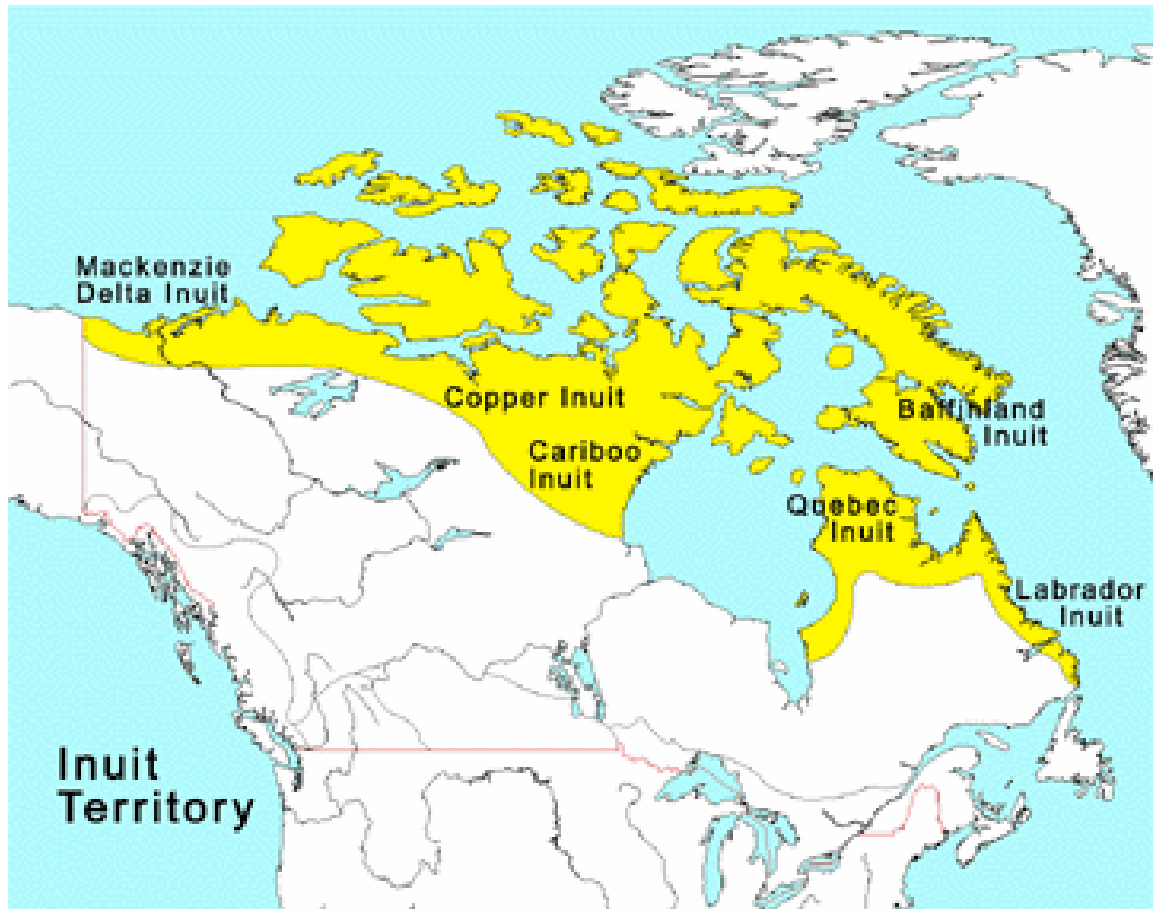 Mackenzie
Delta Inuit
Copper Inuit
Cariboo
Inuit
Baffinland
Inuit
Quebec
Inuit
Labrador
Inuit
Inuit
Territory